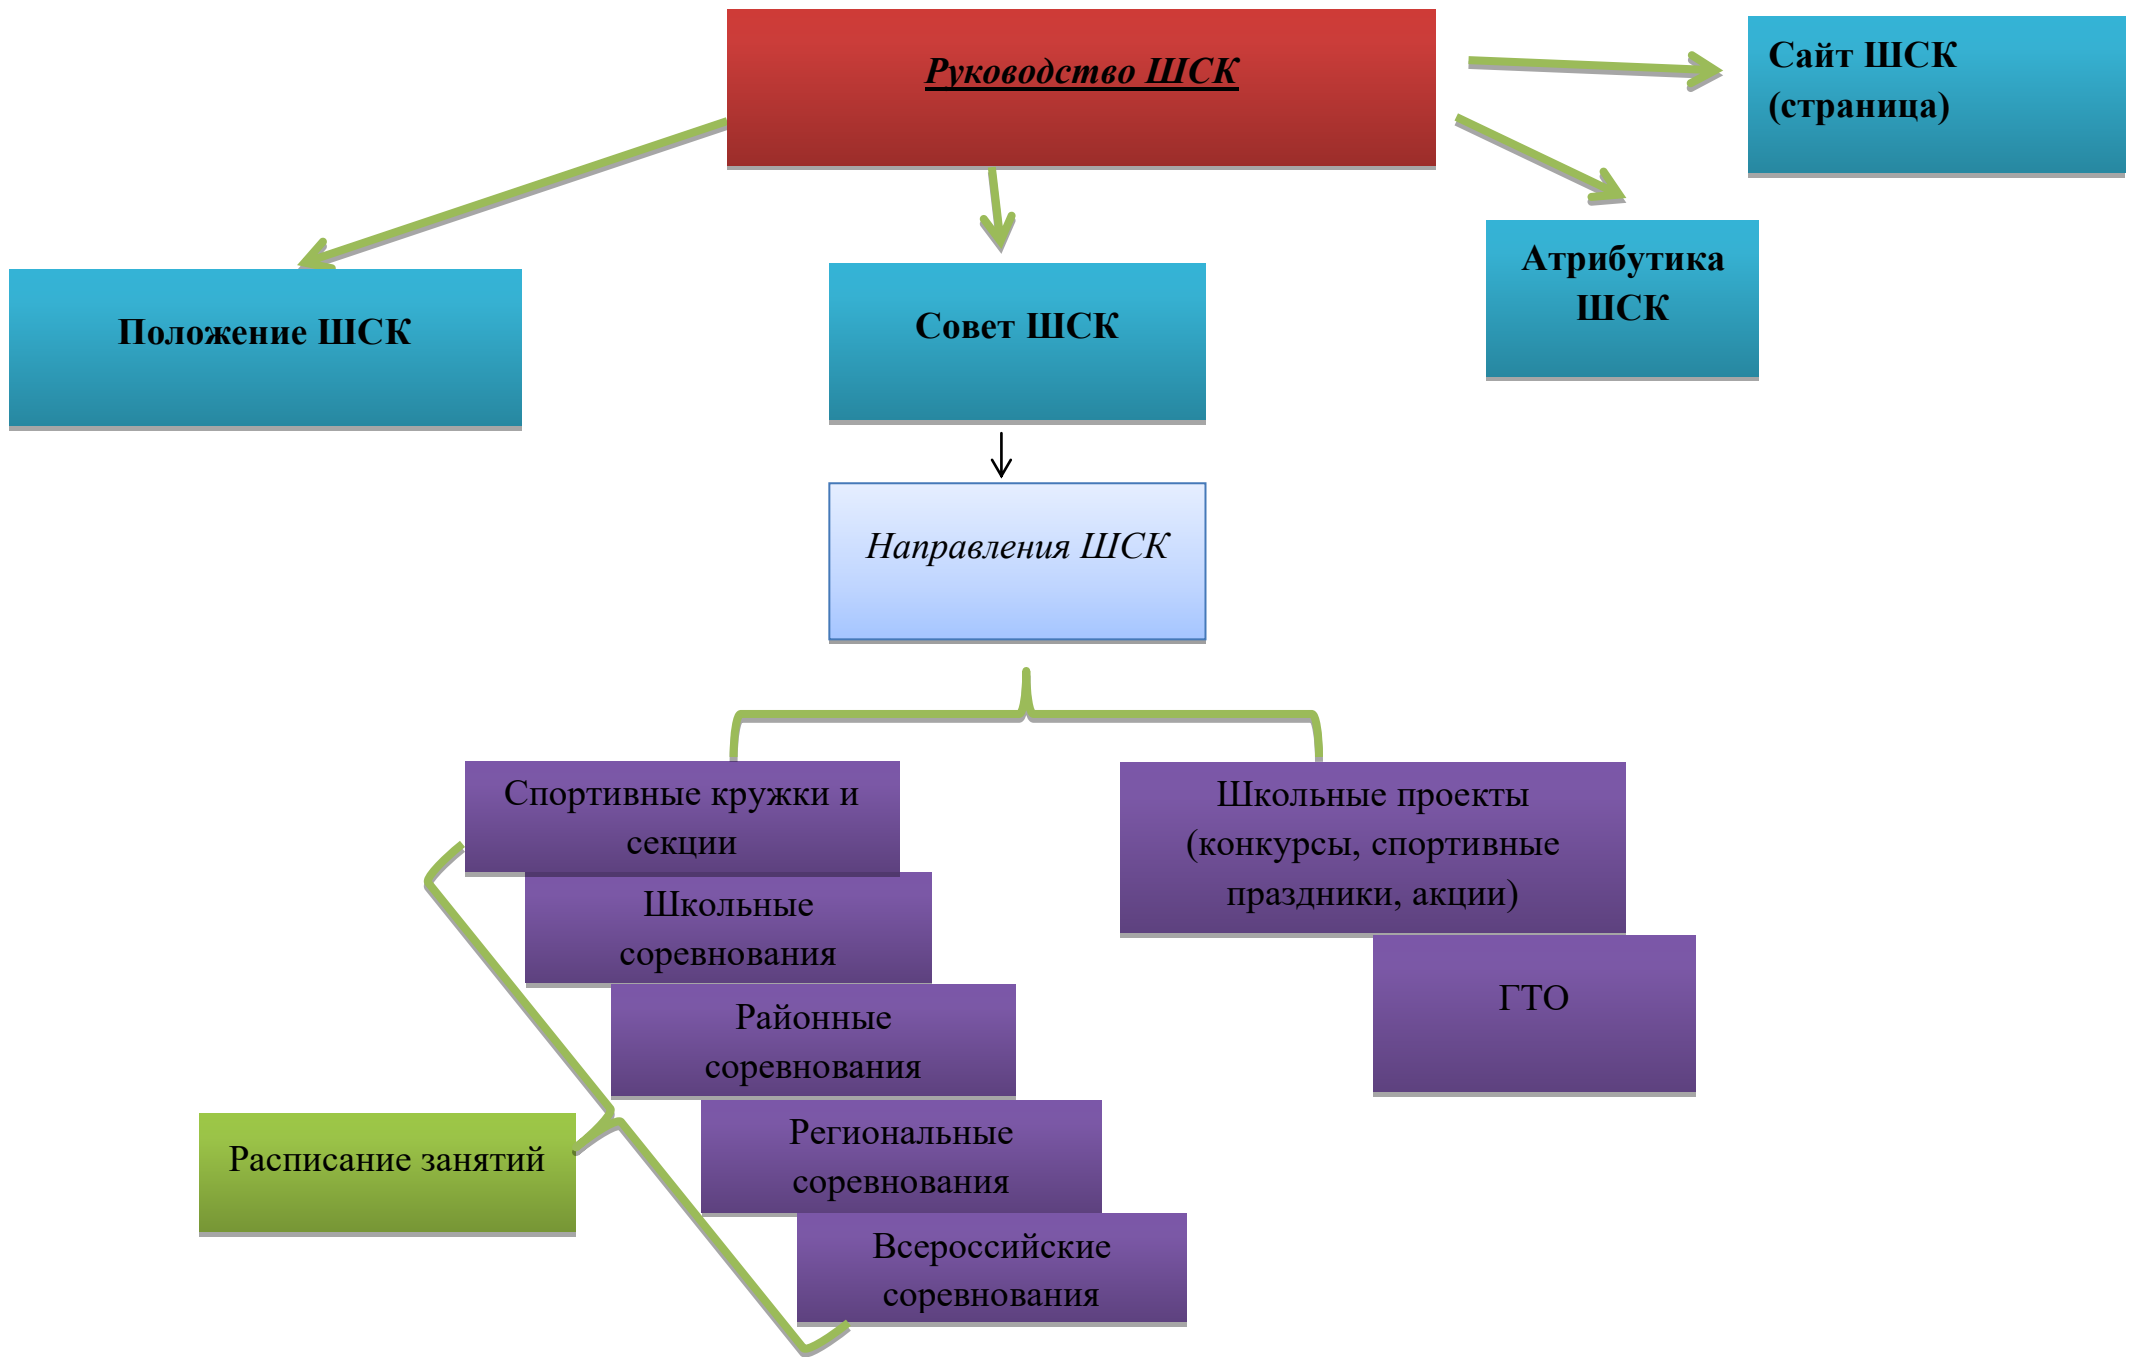 Руководство ШСК
Сайт ШСК
(страница)
Положение ШСК
Совет ШСК
Атрибутика
ШСК
Направления ШСК
Спортивные кружки и
секции
Школьные
соревнования
Районные
соревнования
Региональные
соревнования
Всероссийские
соревнования
Школьные проекты
(конкурсы, спортивные
праздники, акции)
ГТО
Расписание занятий